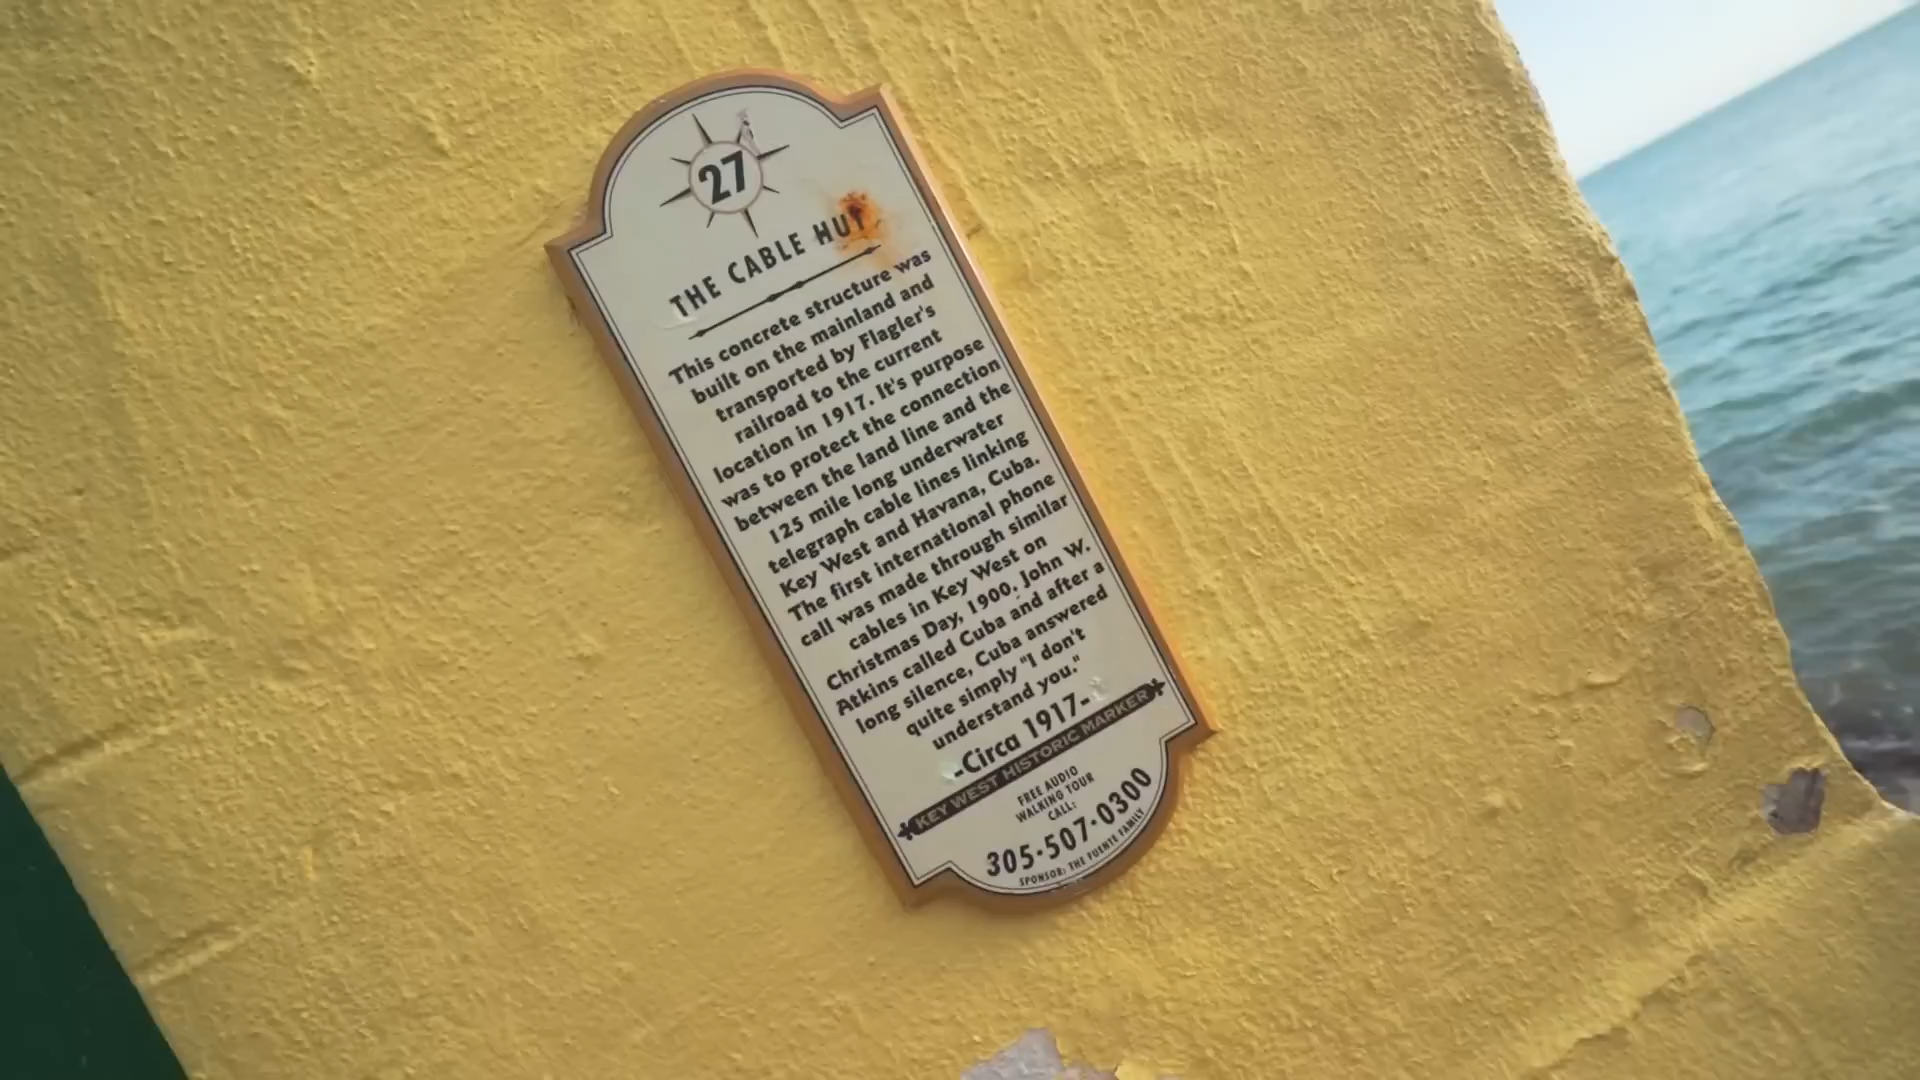 27
THE CABLE HUT
This concrete structure was
built on the mainland and
transported by Flagler's
railroad to the current
location in 1917. It's purpose
was to protect the connection
between the land line and the
125 mile long underwater
telegraph cable lines linking
Key West and Havana, Cuba.
The first international phone
call was made through similar
cables in Key West on
Christmas Day, 1900. John W.
Atkins called Cuba and after a
long silence, Cuba answered
quite simply "I don't
understand you."
-Circa 1917-
KEY WEST HISTORIC MARKER
FREE AUDIO
WALKING TOUR
CALL:
305·507·0300
SPONSOR: THE FUENTE FAMILY